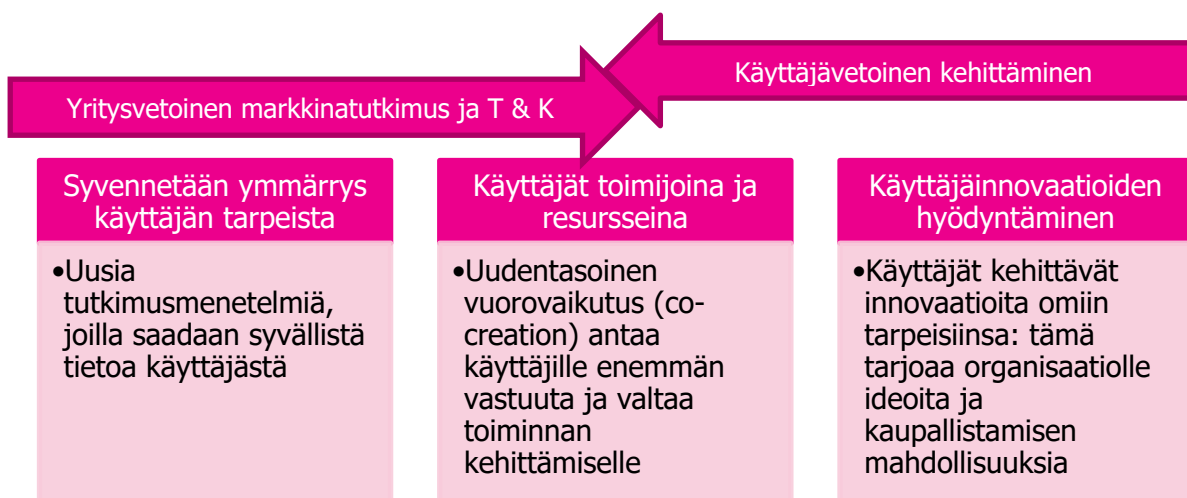 Käyttäjävetoinen kehittäminen
Yritysvetoinen markkinatutkimus ja T & K
Syvennetään ymmärrys
käyttäjän tarpeista
•Uusia
tutkimusmenetelmiä,
joilla saadaan syvällistä
tietoa käyttäjästä
Käyttäjät toimijoina ja
resursseina
•Uudentasoinen
vuorovaikutus (co-
creation) antaa
käyttäjille enemmän
vastuuta ja valtaa
toiminnan
kehittämiselle
Käyttäjäinnovaatioiden
hyödyntäminen
•Käyttäjät kehittävät
innovaatioita omiin
tarpeisiinsa: tämä
tarjoaa organisaatiolle
ideoita ja
kaupallistamisen
mahdollisuuksia